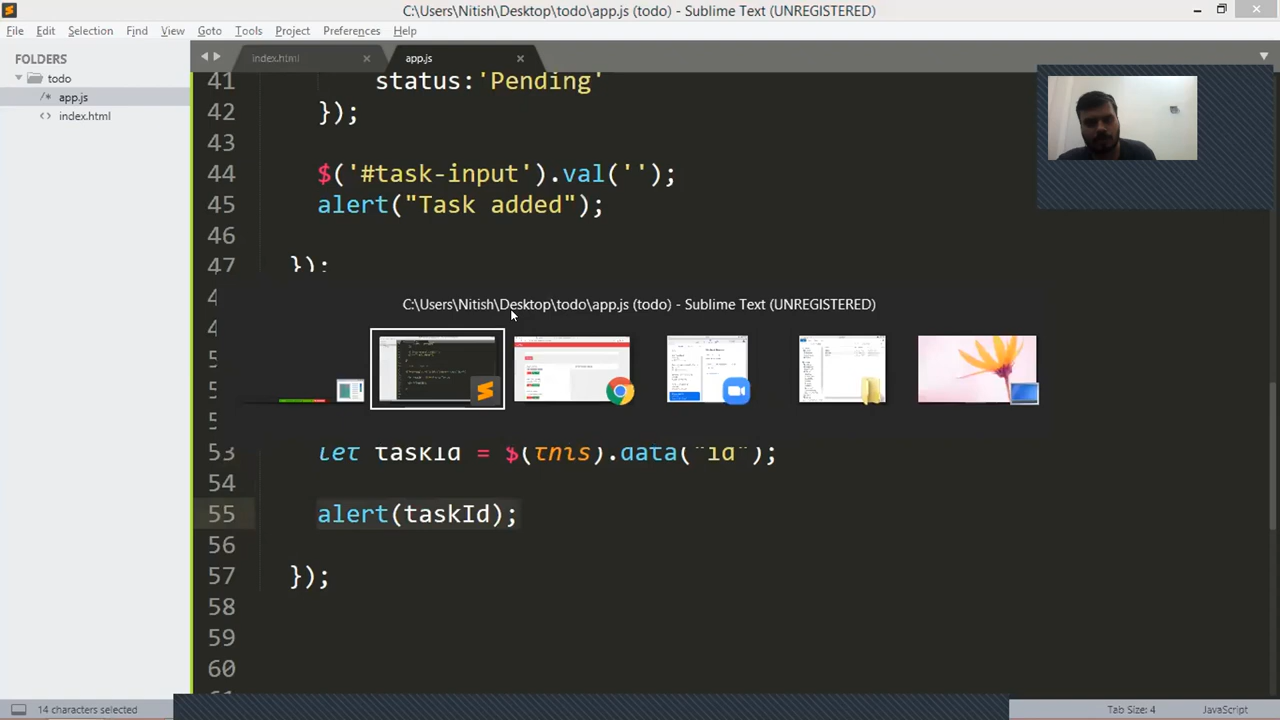 C:\Users\Nitish\Desktop\todo\app.js (todo) - Sublime Text (UNREGISTERED)
File Edit Selection Find View Goto Tools Project Preferences Help
FOLDERS
todo
app.js
index.html
index.html
app.js
41 status:'Pending'
42 });
43
44 $('#task-input').val('');
45 alert("Task added");
46
47 });
C:\Users\Nitish\Desktop\todo\app.js (todo) - Sublime Text (UNREGISTERED)
53 let taskId = $(this).data("id");
54
55 alert(taskId);
56
57 });
58
59
60
14 characters selected
Tab Size: 4
JavaScript